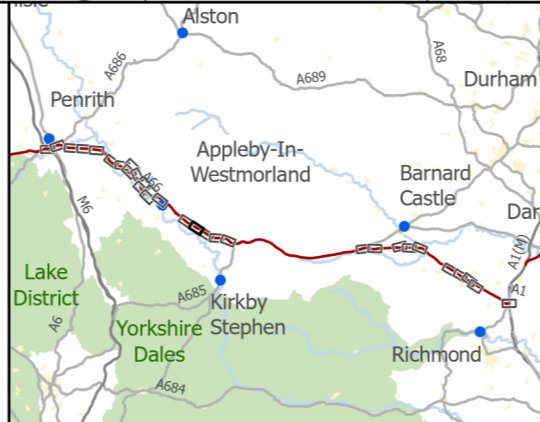 Alston
A686
A68
A689
Durham
Penrith
Appleby-In-
Westmorland
A66
Barnard
Castle
M6
A1(M)
Lake
District
A1
A685
Kirkby
Stephen
A6
Yorkshire
Dales
Richmond
A684